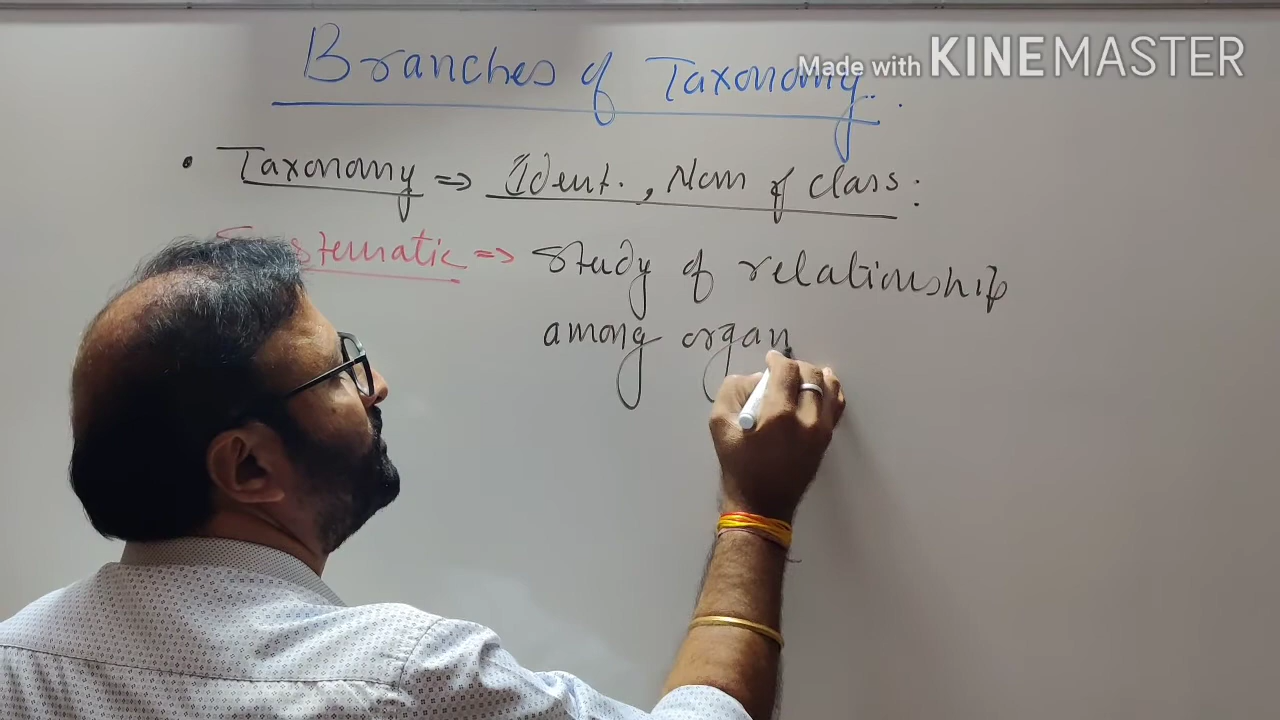 Branches of Taxonomy..
Made with KINEMASTER
• Taxonomy => Ident., Nom of class:
stematic => Study of relationship
among organ